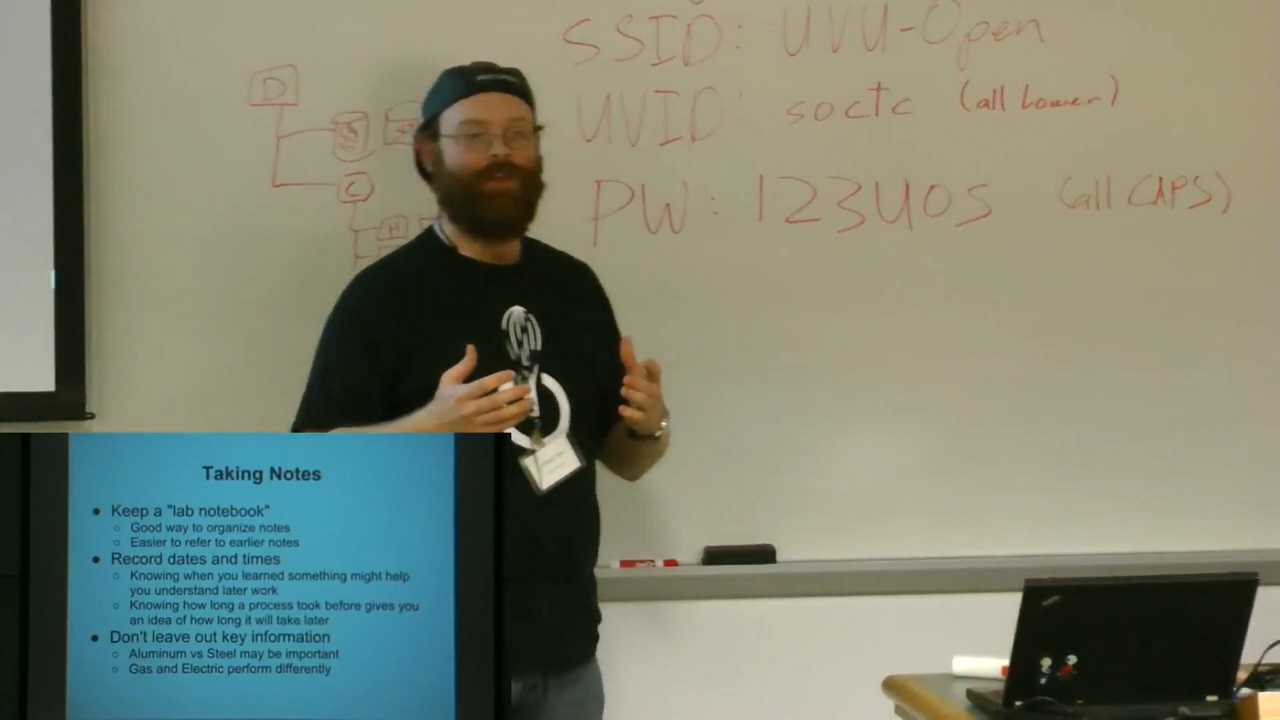 SSID: UVU-Open
UVID: soctc (all Lower)
PW: 123UOS (all CAPS)
D
C
M
Taking Notes
Keep a "lab notebook"
Good way to organize notes
Easier to refer to earlier notes
Record dates and times
Knowing when you learned something might help
you understand later work
Knowing how long a process took before gives you
an idea of how long it will take later
Don't leave out key information
Aluminum vs Steel may be important
Gas and Electric perform differently